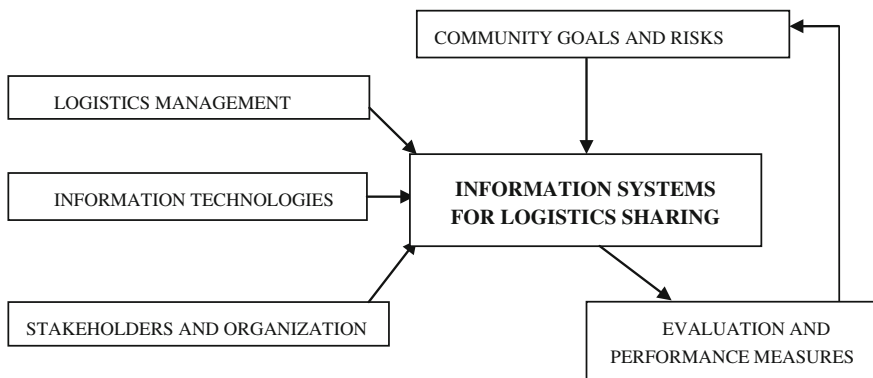 COMMUNITY GOALS AND RISKS
LOGISTICS MANAGEMENT
INFORMATION TECHNOLOGIES
INFORMATION SYSTEMS
FOR LOGISTICS SHARING
STAKEHOLDERS AND ORGANIZATION
EVALUATION AND
PERFORMANCE MEASURES